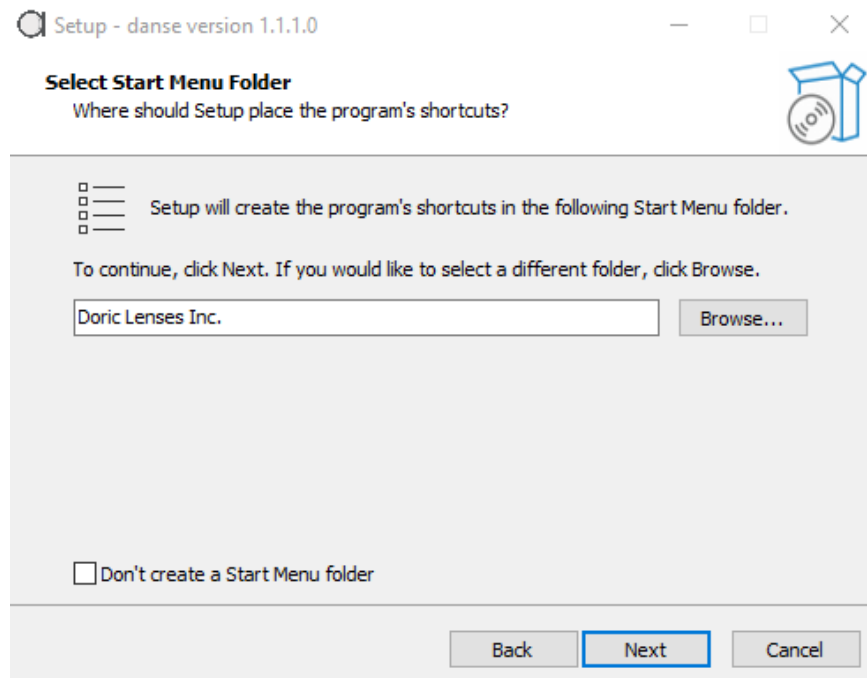 Setup - danse version 1.1.1.0
Select Start Menu Folder
Where should Setup place the program's shortcuts?
Setup will create the program's shortcuts in the following Start Menu folder.
To continue, click Next. If you would like to select a different folder, click Browse.
Doric Lenses Inc.
Browse...
Don't create a Start Menu folder
Back
Next
Cancel